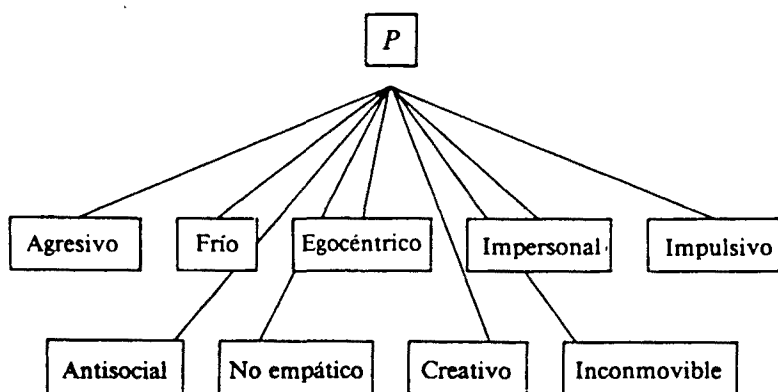 P
Agresivo Frío Egocéntrico Impersonal Impulsivo
Antisocial No empático Creativo Inconmovible